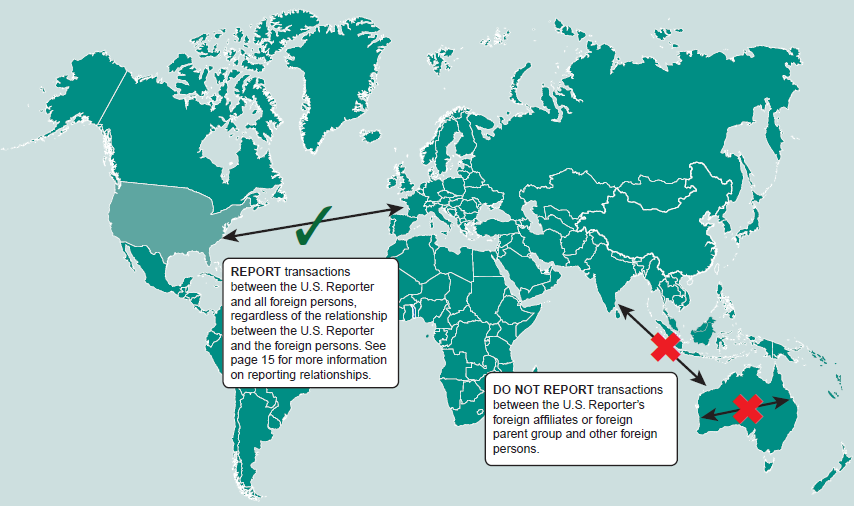 REPORT transactions
between the U.S. Reporter
and all foreign persons,
regardless of the relationship
between the U.S. Reporter
and the foreign persons. See
page 15 for more information
on reporting relationships.
DO NOT REPORT transactions
between the U.S. Reporter’s
foreign affiliates or foreign
parent group and other foreign
persons.